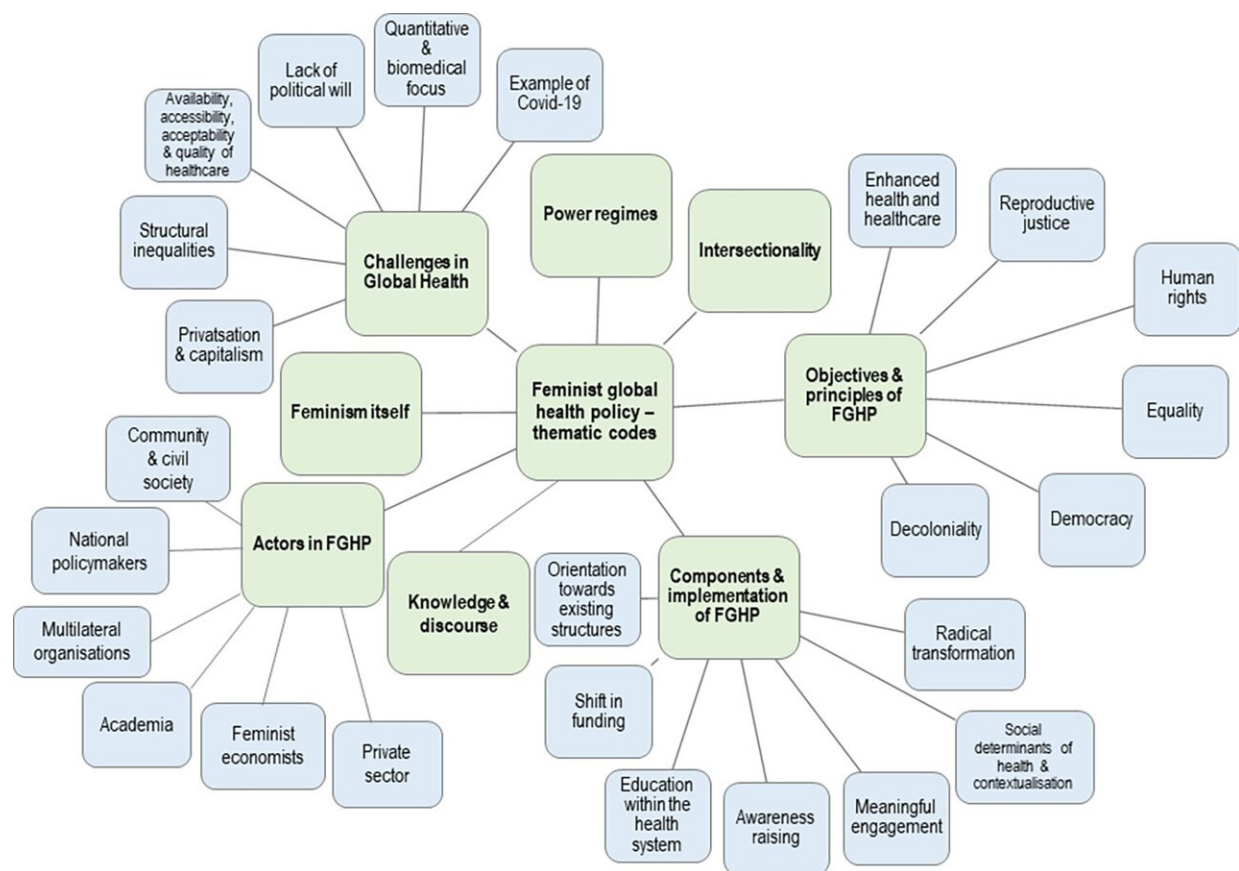 Quantitative
&
biomedical
focus
Lack of
political will
Example of
Covid-19
Availability,
accessibility,
acceptability
& quality of
healthcare
Structural
inequalities
Privatsation
& capitalism
Challenges in
Global Health
Power regimes
Intersectionality
Enhanced
health and
healthcare
Reproductive
justice
Human
rights
Equality
Democracy
Decoloniality
Objectives &
principles of
FGHP
Feminist global
health policy –
thematic codes
Feminism itself
Community
& civil
society
National
policymakers
Multilateral
organisations
Academia
Feminist
economists
Private
sector
Actors in FGHP
Knowledge &
discourse
Components &
implementation
of FGHP
Orientation
towards
existing
structures
Shift in
funding
Education
within the
health
system
Awareness
raising
Meaningful
engagement
Social
determinants of
health &
contextualisation
Radical
transformation